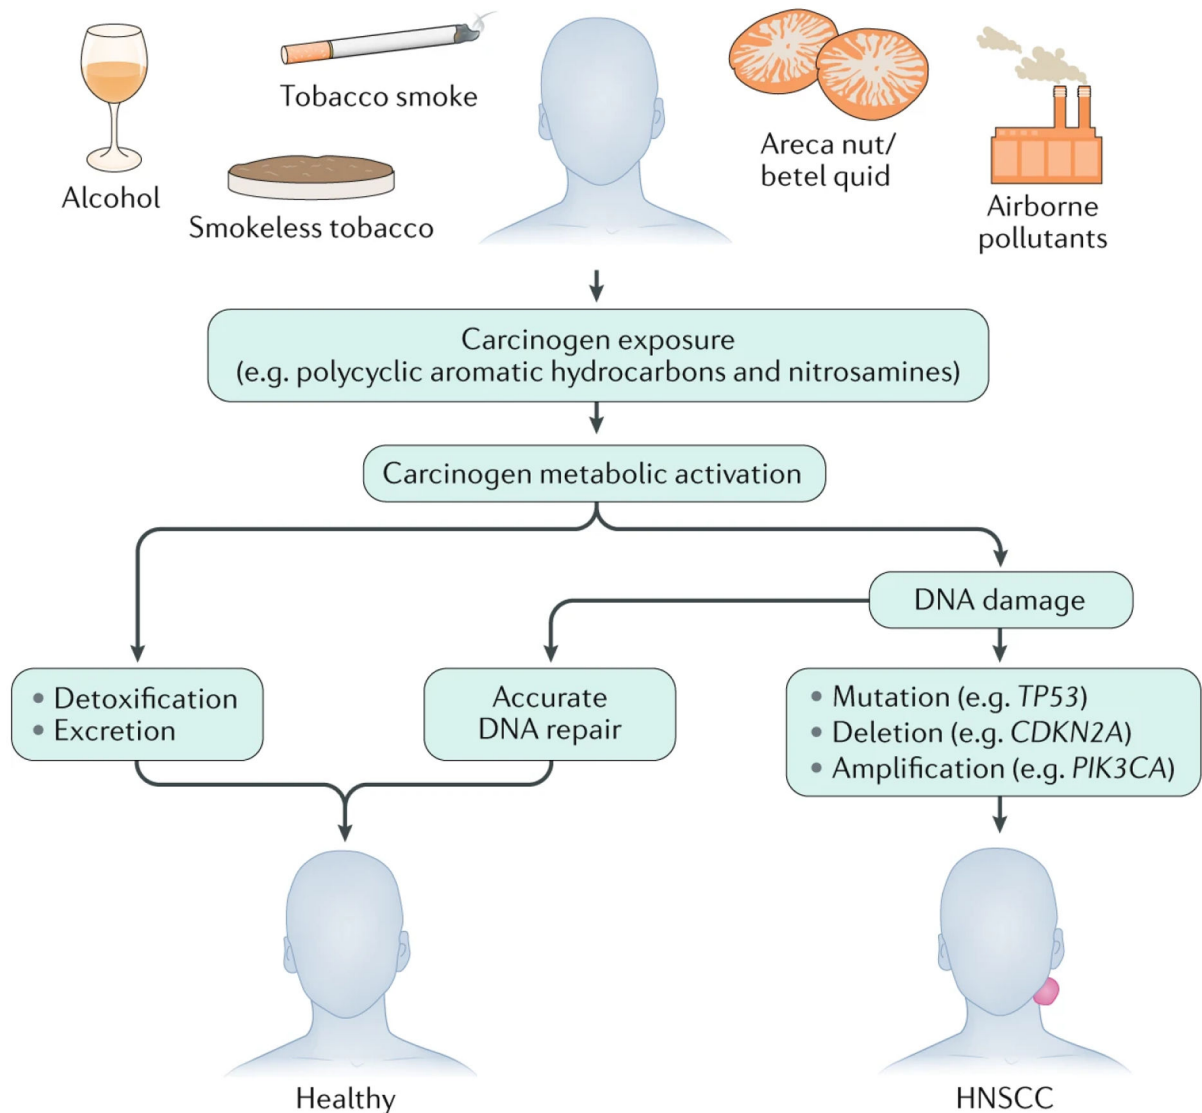 Alcohol
Tobacco smoke
Smokeless tobacco
Areca nut/
betel quid
Airborne
pollutants
Carcinogen exposure
(e.g. polycyclic aromatic hydrocarbons and nitrosamines)
Carcinogen metabolic activation
DNA damage
• Detoxification
• Excretion
Accurate
DNA repair
• Mutation (e.g. TP53)
• Deletion (e.g. CDKN2A)
• Amplification (e.g. PIK3CA)
Healthy
HNSCC